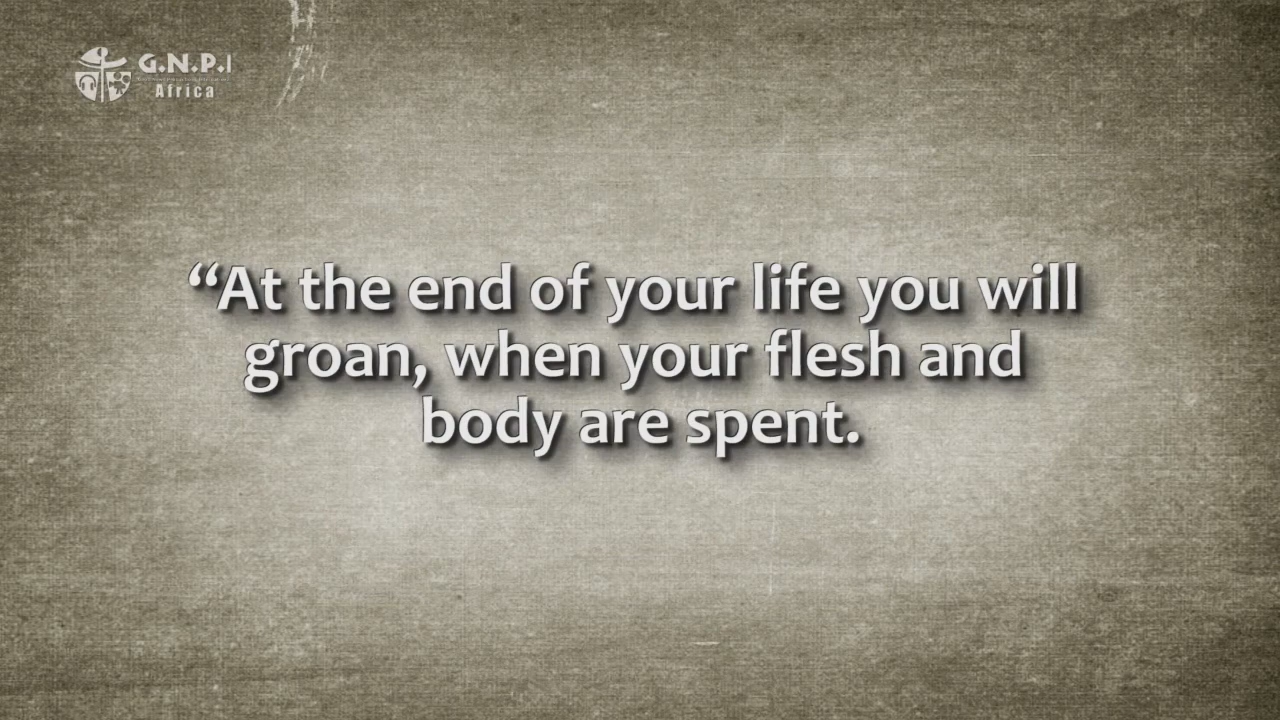 G.N.P.I
Africa
“At the end of your life you will
groan, when your flesh and
body are spent.